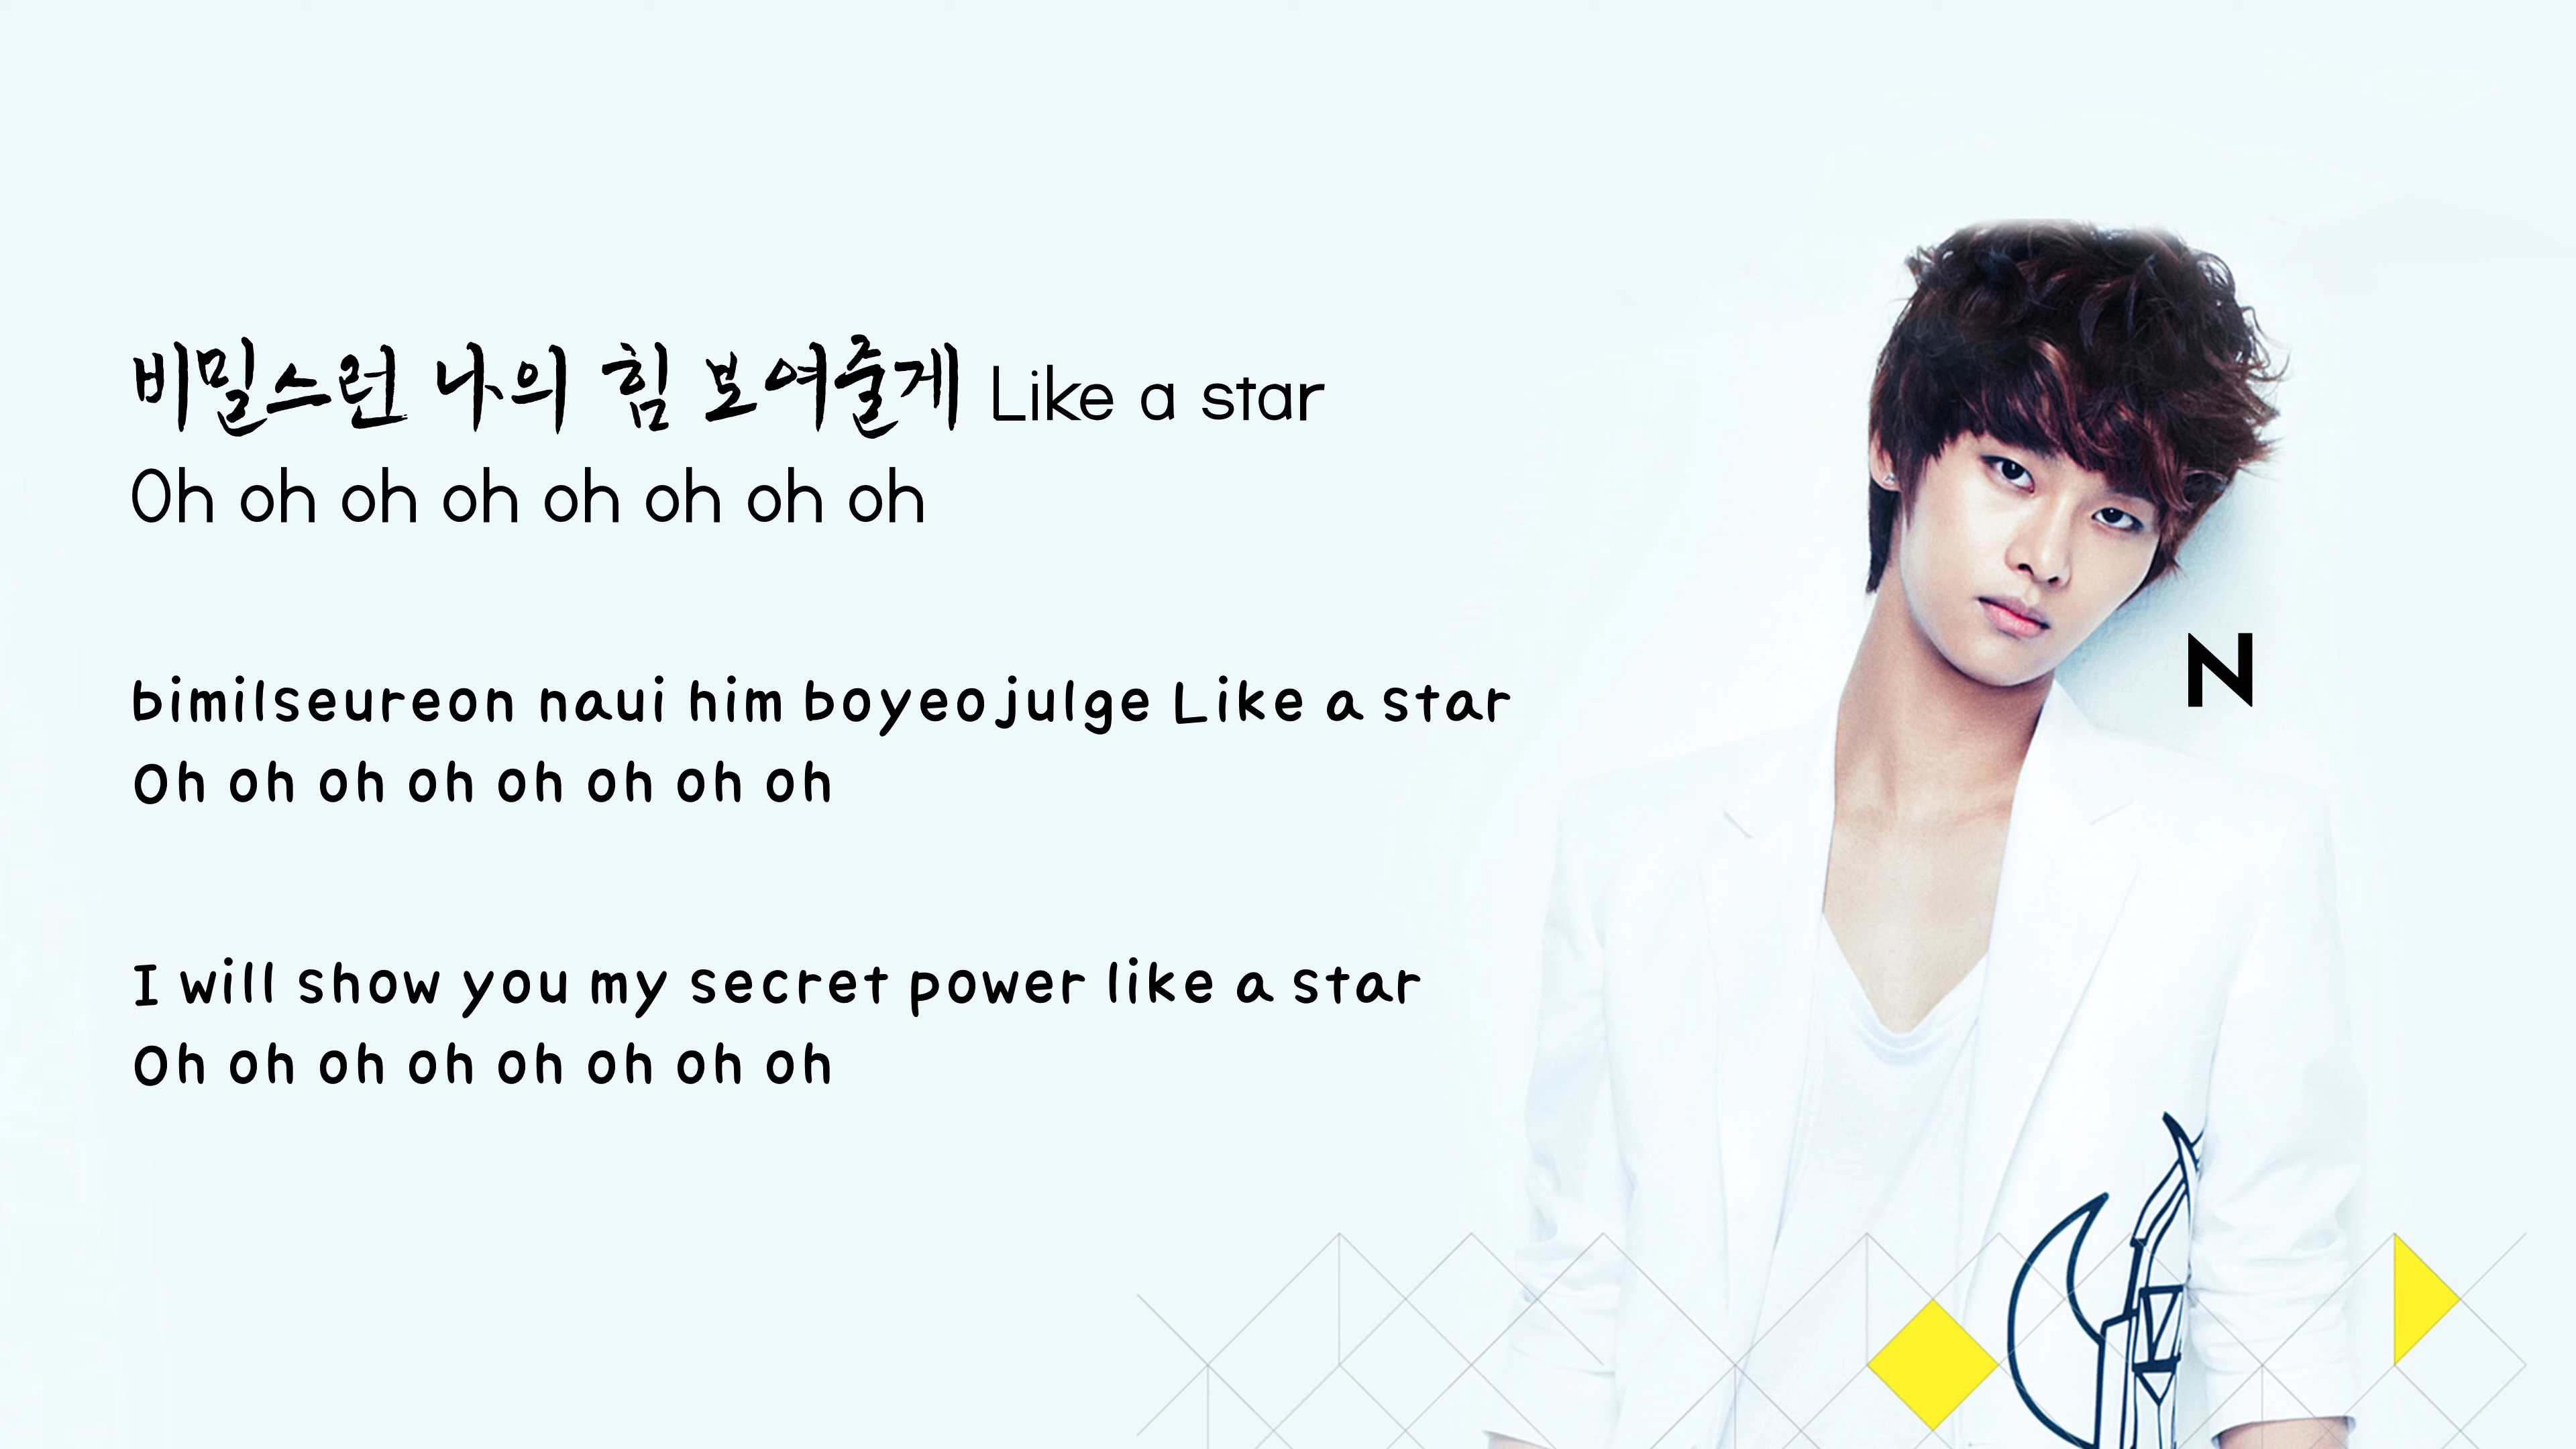 비밀스런 나의 힘 보여줄게 Like a star
Oh oh oh oh oh oh oh oh
N
bimilseureon naui him boyeojulge Like a star
Oh oh oh oh oh oh oh oh
I will show you my secret power like a star
Oh oh oh oh oh oh oh oh